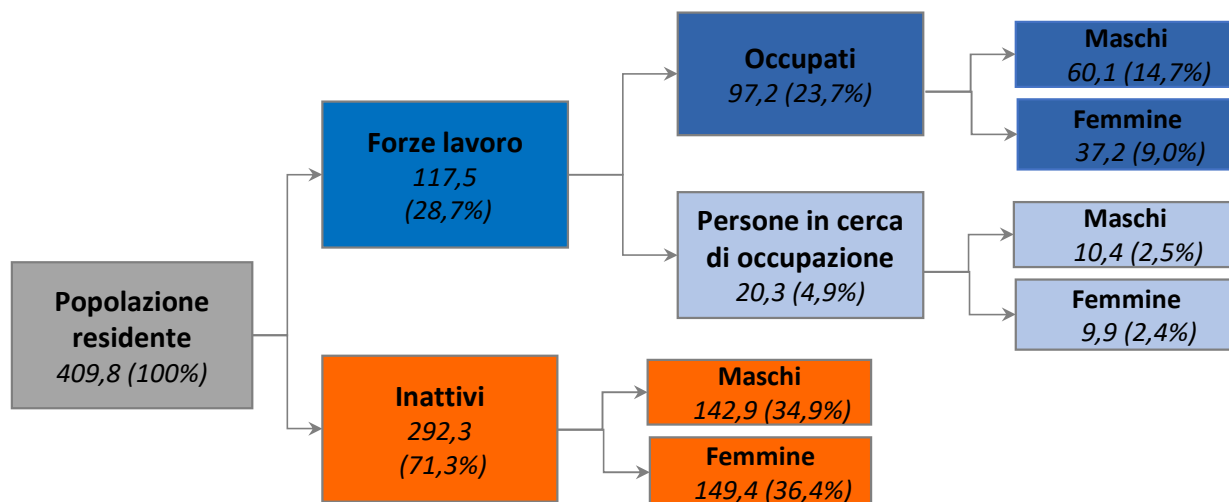 Popolazione
residente
409,8 (100%)
Forze lavoro
117,5
(28,7%)
Inattivi
292,3
(71,3%)
Occupati
97,2 (23,7%)
Persone in cerca
di occupazione
20,3 (4,9%)
Maschi
60,1 (14,7%)
Femmine
37,2 (9,0%)
Maschi
10,4 (2,5%)
Femmine
9,9 (2,4%)
Maschi
142,9 (34,9%)
Femmine
149,4 (36,4%)